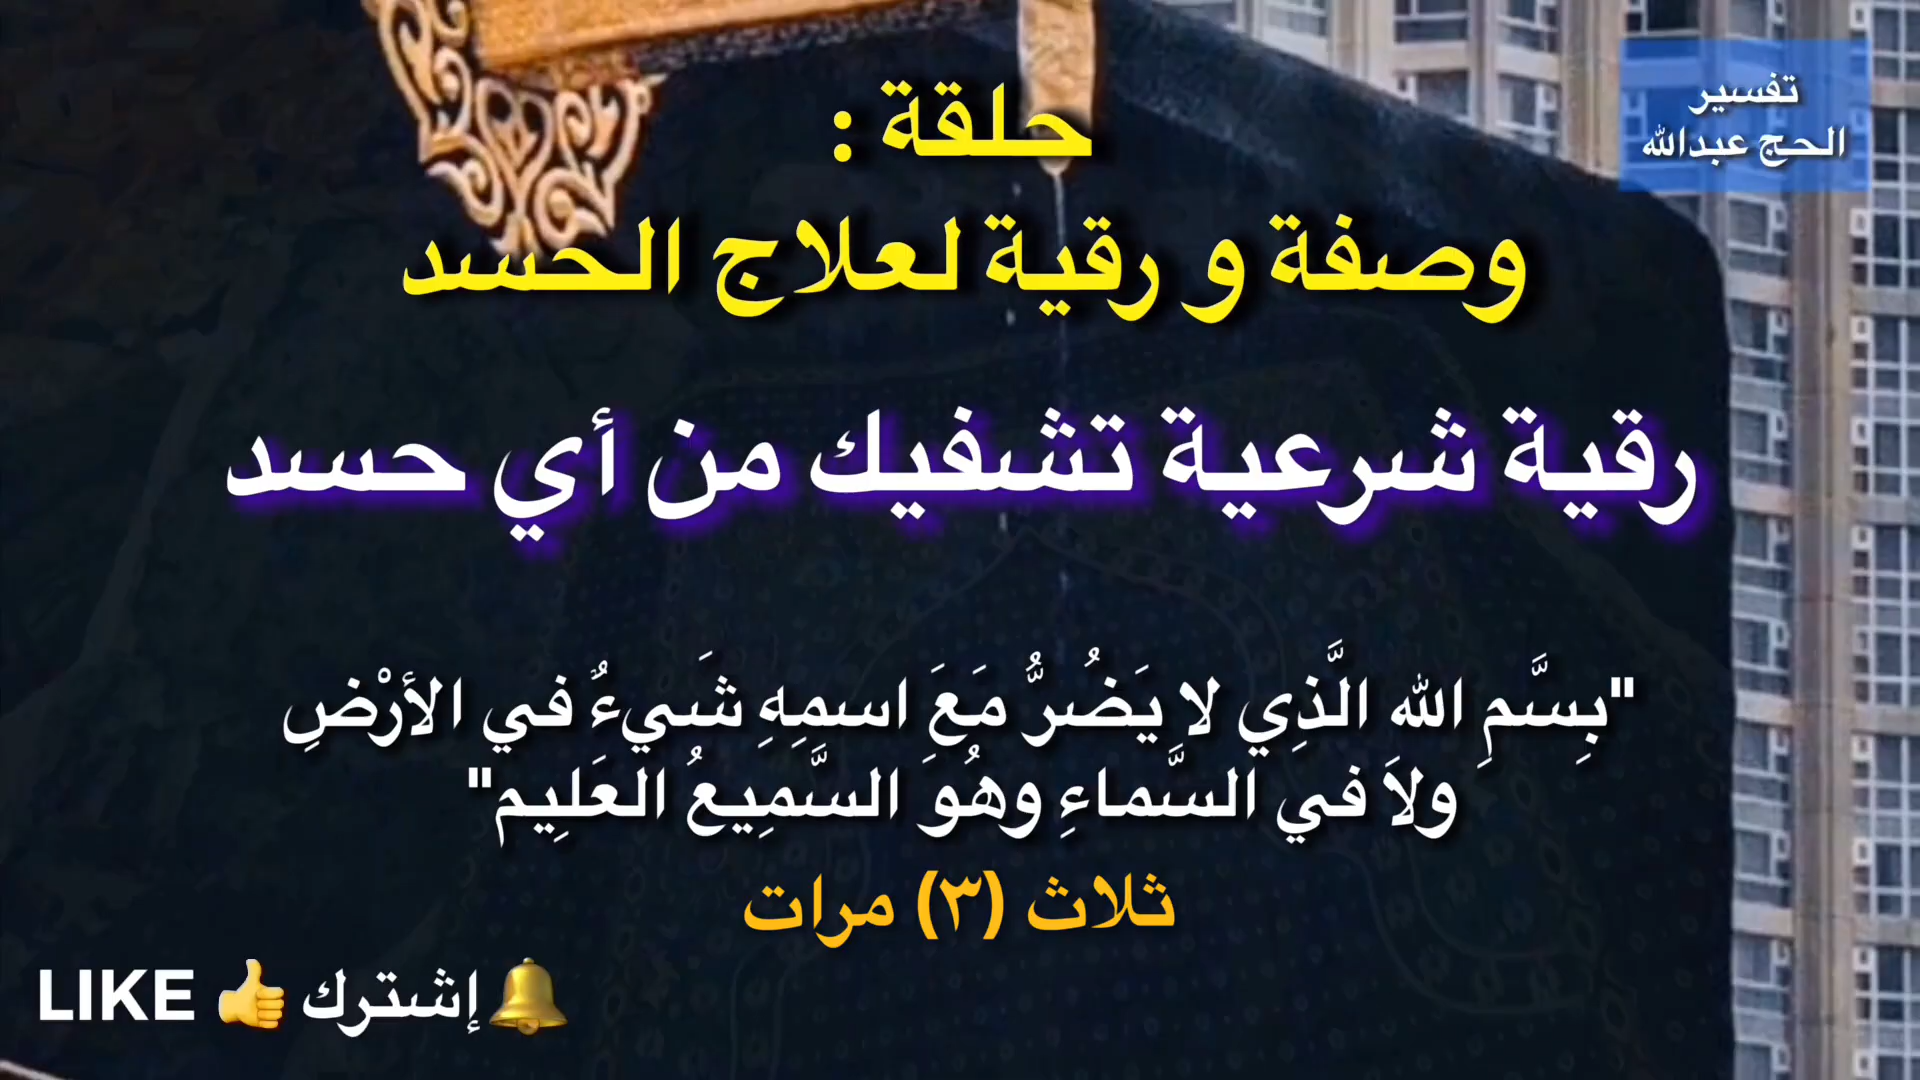 تفسير
الحج عبدالله
حلقة :
وصفة و رقية لعلاج الحسد
رقية شرعية تشفيك من أي حسد
"بِسَّمِ الله الَّذِي لا يَضُرُّ مَعَ اسمِهِ شَيءٌ في الأرْضِ
ولاَ في السَّماءِ وهُوَ السَّمِيعُ العَلِيم"
ثلاث (٣) مرات
🔔إشترك 👍 LIKE